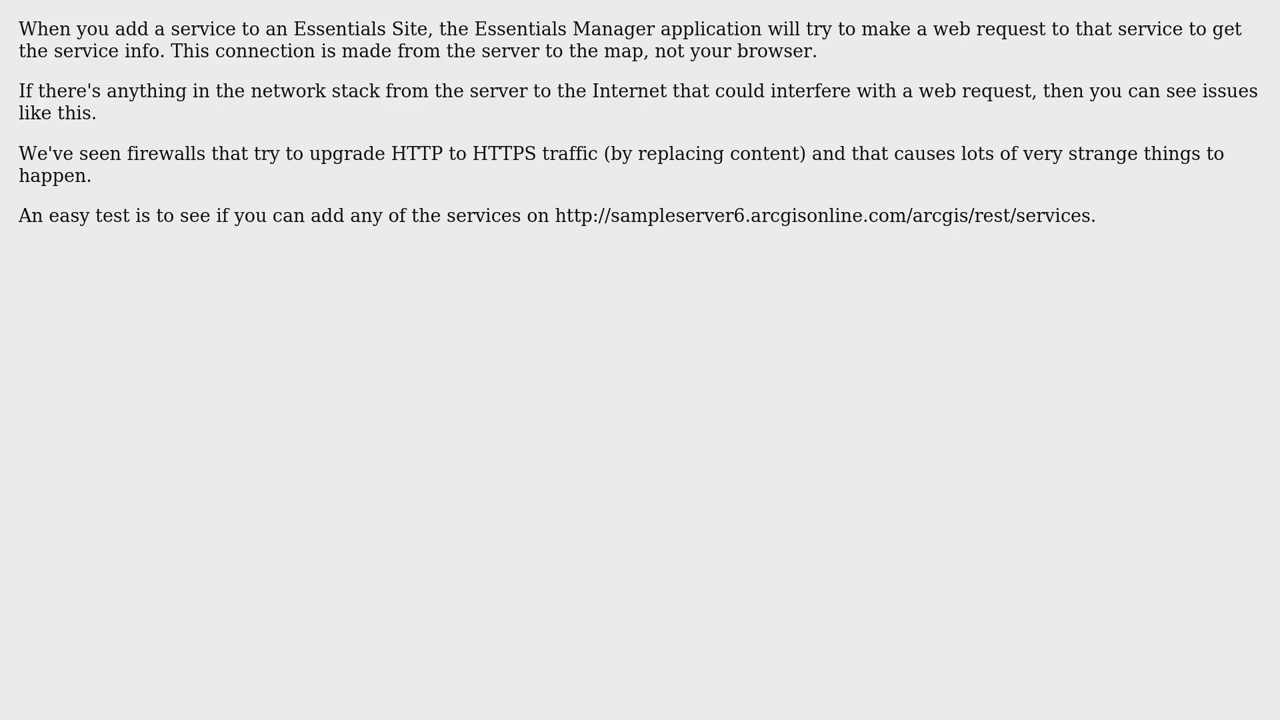 When you add a service to an Essentials Site, the Essentials Manager application will try to make a web request to that service to get
the service info. This connection is made from the server to the map, not your browser.
If there's anything in the network stack from the server to the Internet that could interfere with a web request, then you can see issues
like this.
We've seen firewalls that try to upgrade HTTP to HTTPS traffic (by replacing content) and that causes lots of very strange things to
happen.
An easy test is to see if you can add any of the services on http://sampleserver6.arcgisonline.com/arcgis/rest/services.